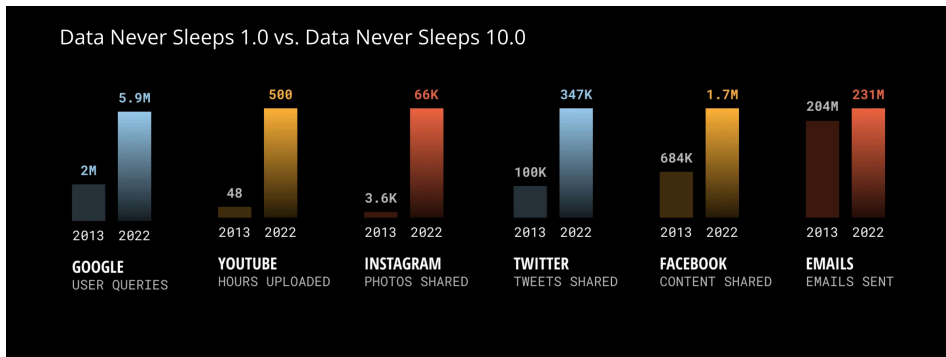 Data Never Sleeps 1.0 vs. Data Never Sleeps 10.0
2M
5.9M
2013 2022
GOOGLE
USER QUERIES
48
500
2013 2022
YOUTUBE
HOURS UPLOADED
3.6K
66K
2013 2022
INSTAGRAM
PHOTOS SHARED
100K
347K
2013 2022
TWITTER
TWEETS SHARED
684K
1.7M
2013 2022
FACEBOOK
CONTENT SHARED
204M
231M
2013 2022
EMAILS
EMAILS SENT